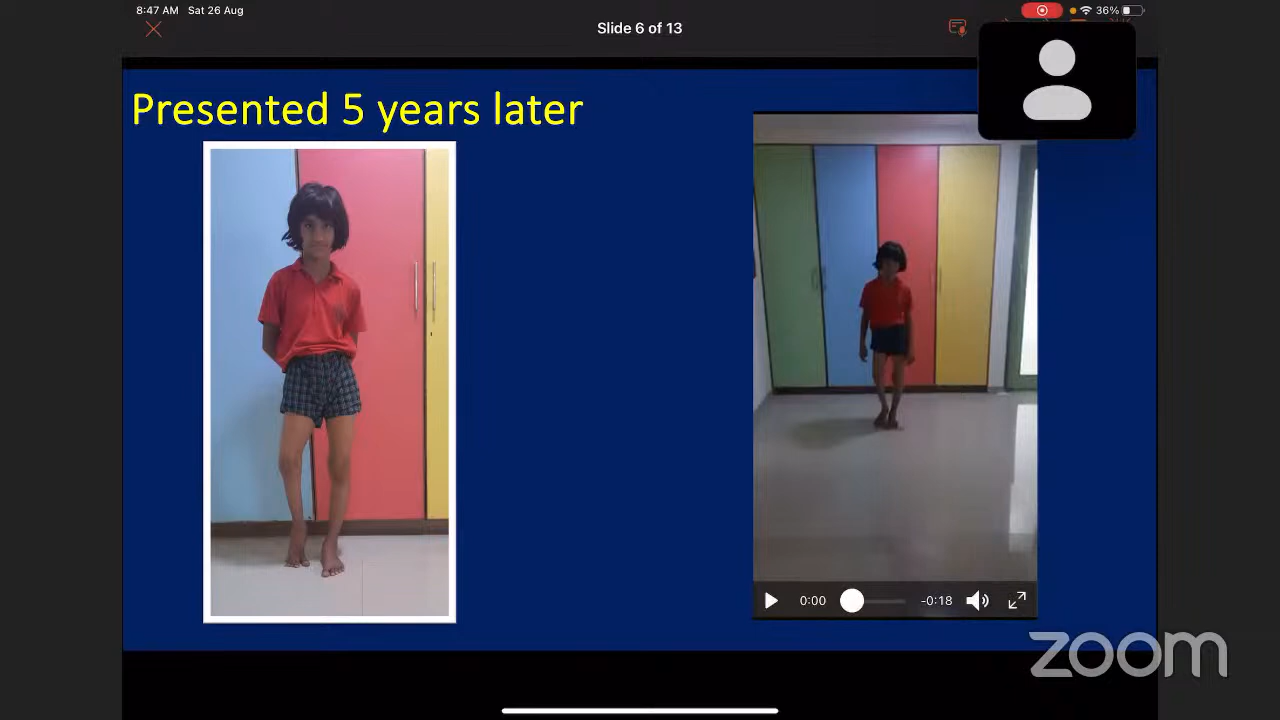 8:47 AM Sat 26 Aug
36%
Slide 6 of 13
Presented 5 years later
0:00
-0:18
zoom